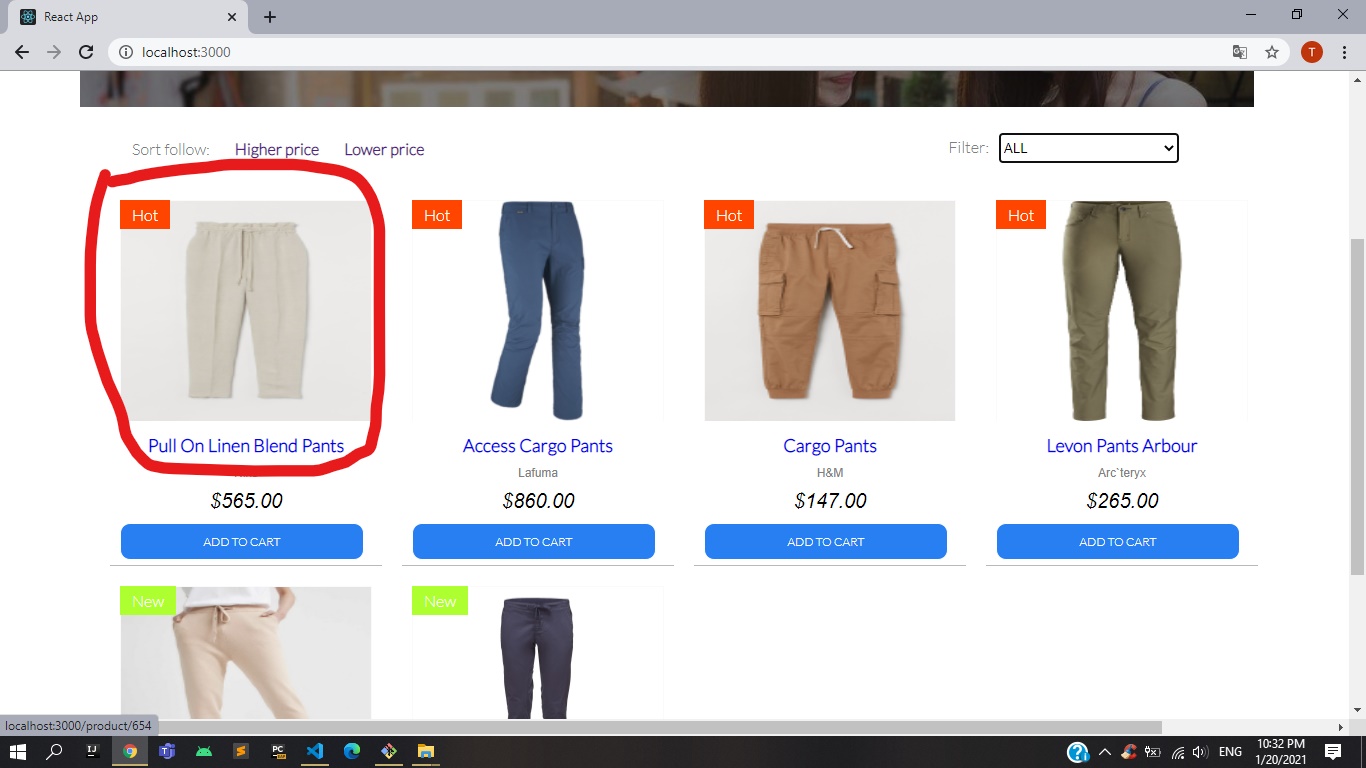 React App
localhost:3000
T
Sort follow: Higher price Lower price Filter: ALL
Hot Hot Hot Hot
Pull On Linen Blend Pants Access Cargo Pants Cargo Pants Levon Pants Arbour
Lafuma H&M Arc`teryx
$565.00 $860.00 $147.00 $265.00
ADD TO CART ADD TO CART ADD TO CART ADD TO CART
New New
localhost:3000/product/654
IJ PC ENG 10:32 PM
1/20/2021